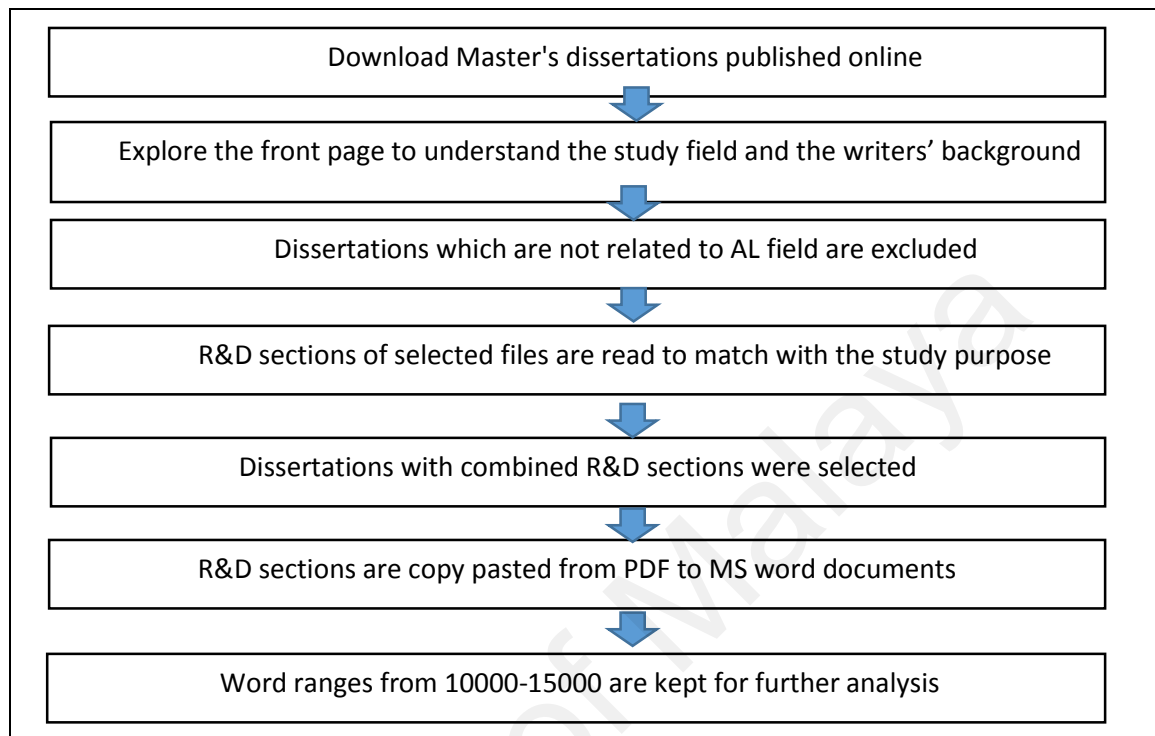 Download Master's dissertations published online
Explore the front page to understand the study field and the writers’ background
Dissertations which are not related to AL field are excluded
R&D sections of selected files are read to match with the study purpose
Dissertations with combined R&D sections were selected
R&D sections are copy pasted from PDF to MS word documents
Word ranges from 10000-15000 are kept for further analysis
of Malaya